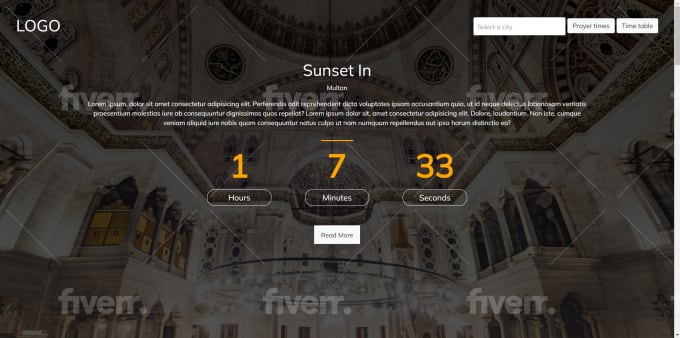 LOGO
Select a city
Prayer times
Time table
Sunset In
Multan
Lorem ipsum, dolor sit amet consectetur adipisicing elit. Perferendis odit reprehenderit dicta voluptates ipsam accusantium quia, ut id neque delectus laboriosam veritatis
praesentium molestias iure ab consequuntur dignissimos quos repellat? Lorem ipsum dolor sit, amet consectetur adipisicing elit. Dolore, laudantium. Non iste, cumque
veniam aliquid iure nobis quam consequuntur natus culpa ut nam numquam repellendus aut ipsa harum distinctio ea?
fiverr.
fiverr.
fiverr.
1
7
33
Hours
Minutes
Seconds
Read More
fiverr.
fiverr.
fiverr.